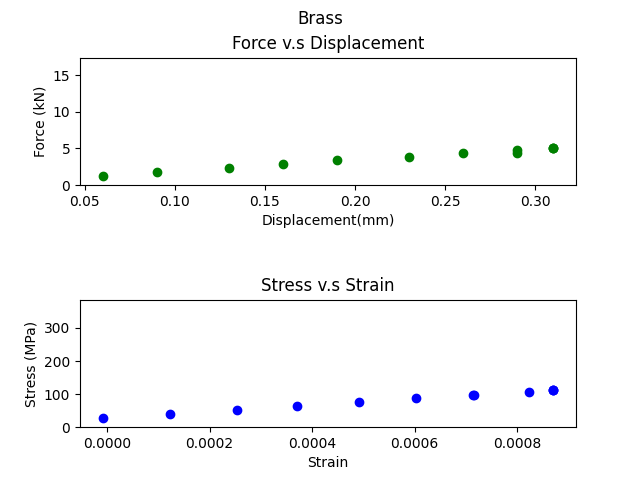 Brass
Force v.s Displacement
Force (kN)
15
10
5
0
0.05 0.10 0.15 0.20 0.25 0.30
Displacement(mm)
Stress v.s Strain
Stress (MPa)
300
200
100
0
0.0000 0.0002 0.0004 0.0006 0.0008
Strain